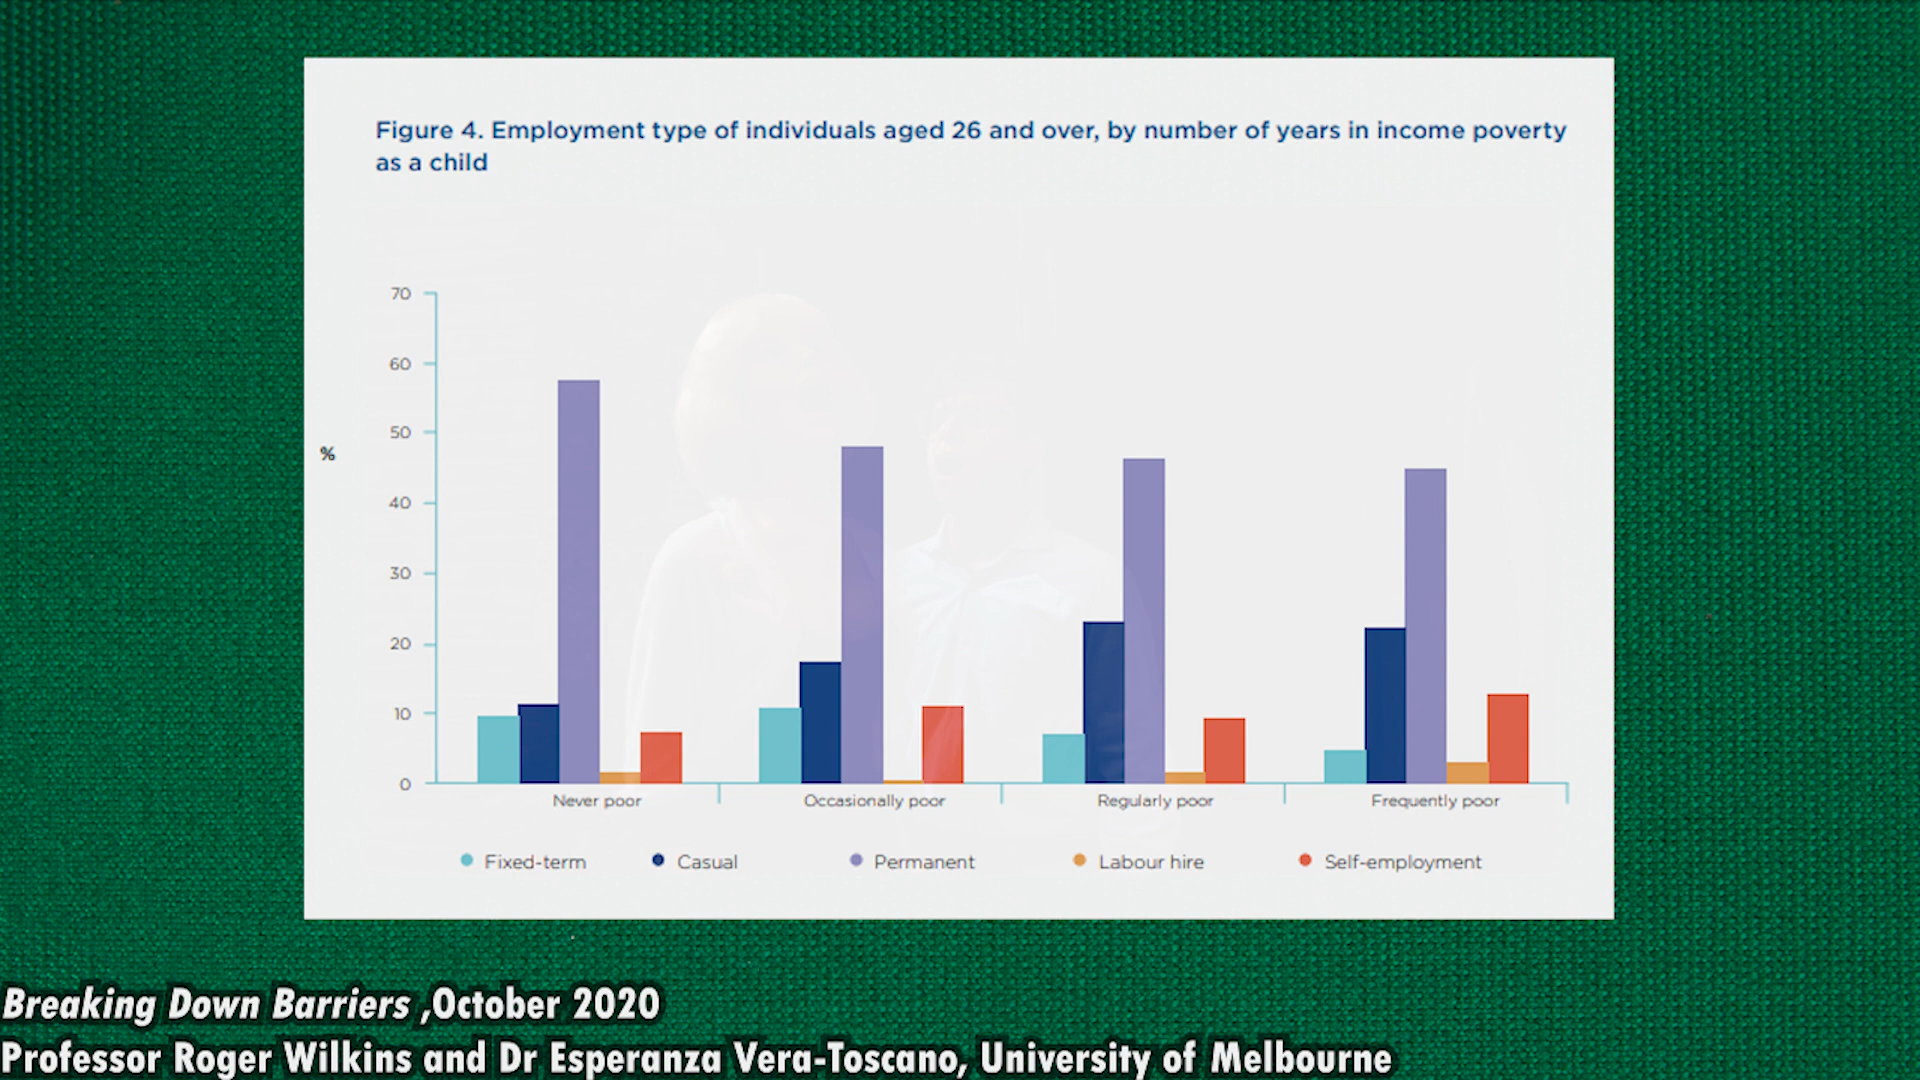 Figure 4. Employment type of individuals aged 26 and over, by number of years in income poverty
as a child
70
60
50
%
40
30
20
10
0
Never poor
Occasionally poor
Regularly poor
Frequently poor
Fixed-term
Casual
Permanent
Labour hire
Self-employment
Breaking Down Barriers ,October 2020
Professor Roger Wilkins and Dr Esperanza Vera-Toscano, University of Melbourne